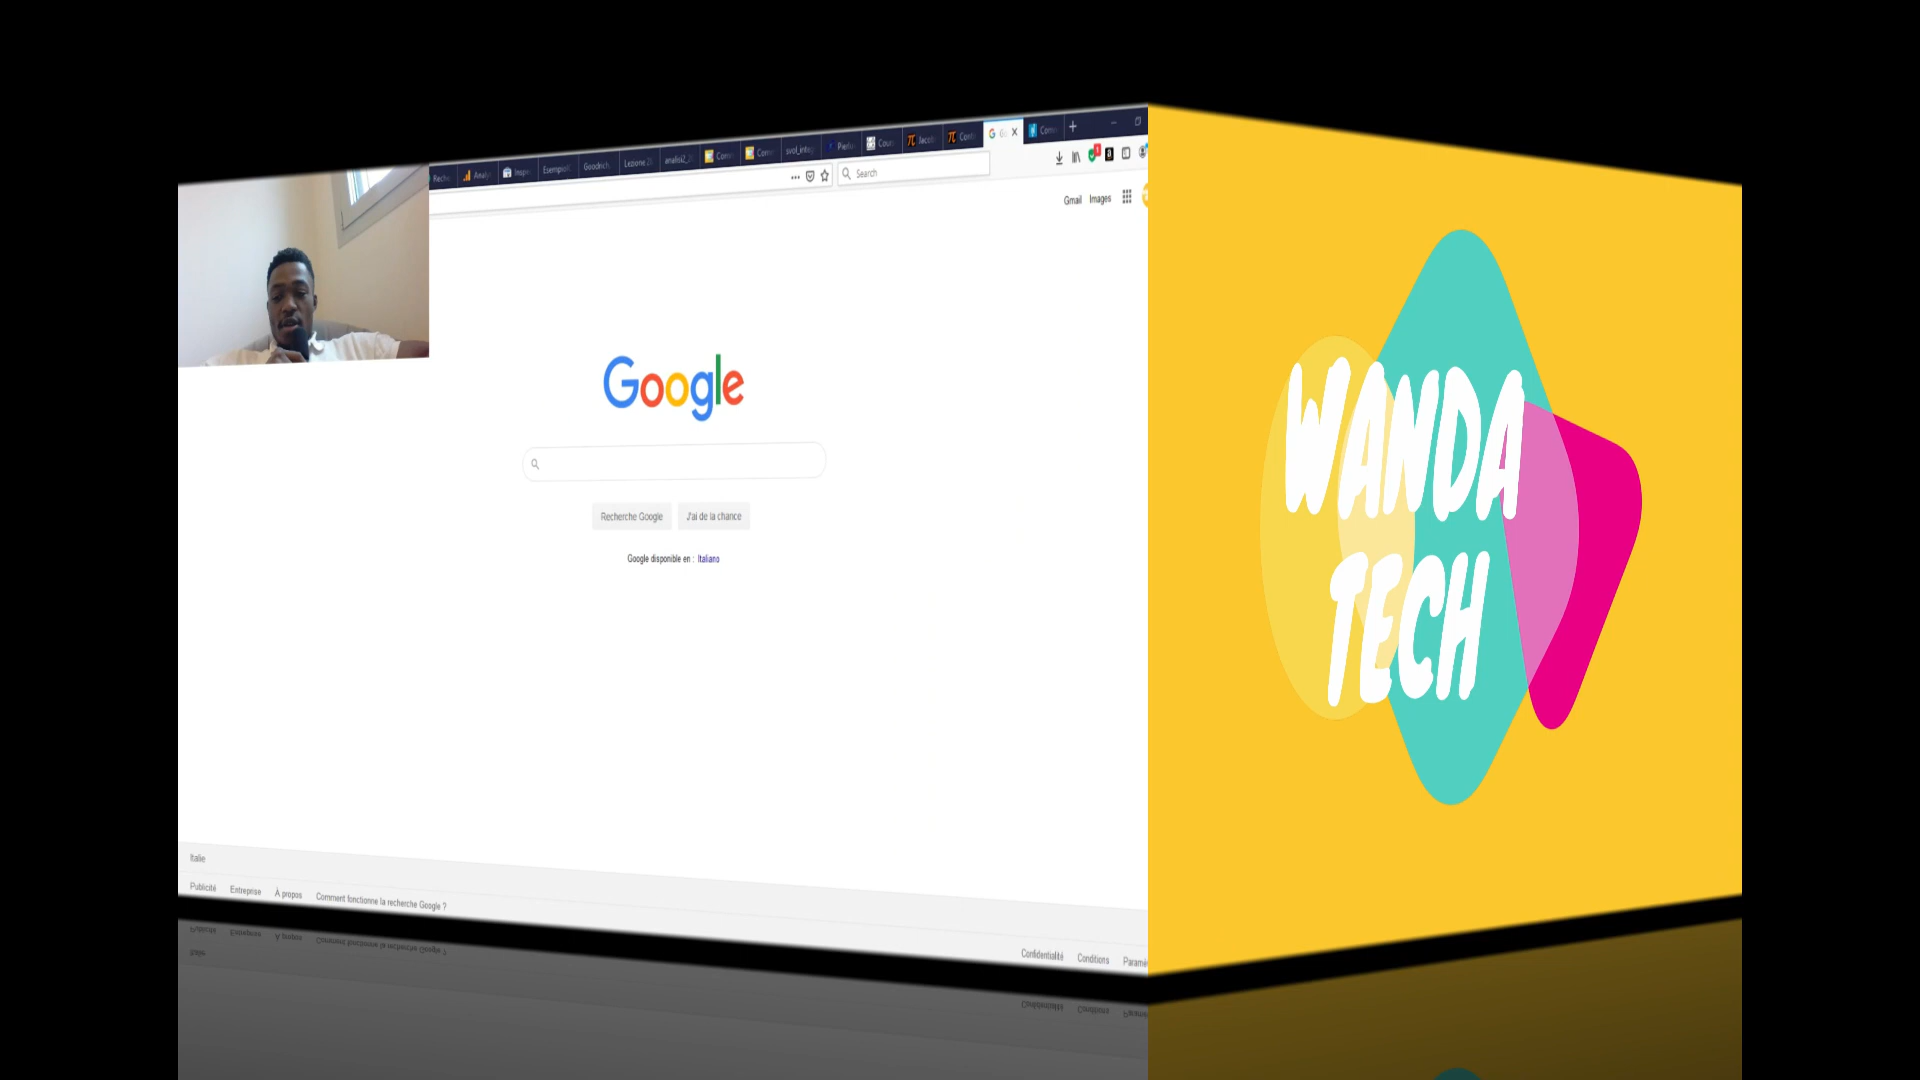 Search
Gmail Images
Google
Recherche Google J'ai de la chance
Google disponible en : Italiano
Italie
Publicité Entreprise À propos Comment fonctionne la recherche Google ?
Confidentialité Conditions
WANDA
TECH